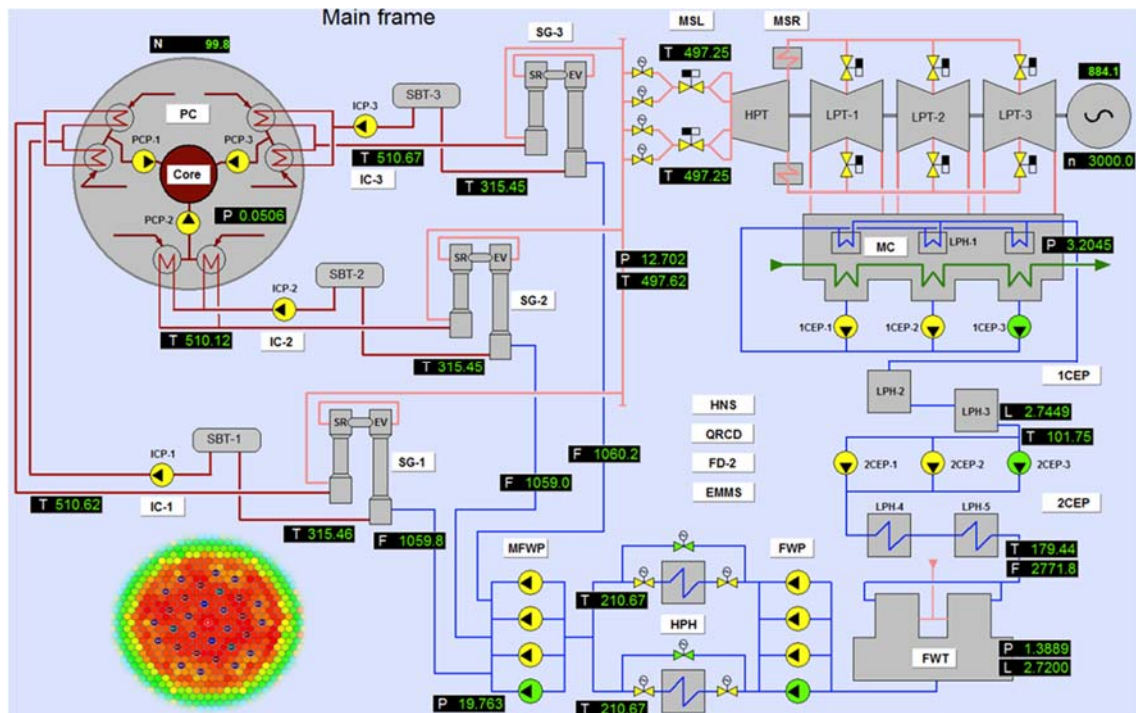 Main frame
N 99.8
SG-3
MSL
MSR
T 497.25
SR
EV
SBT-3
ICP-3
PC
PCP-1
PCP-3
Core
HPT
LPT-1
LPT-2
LPT-3
884.1
n 3000.0
T 510.67
IC-3
T 315.45
T 497.25
PCP-2
P 0.0506
MC
LPH-1
P 3.2045
SR
EV
P 12.702
T 497.62
SBT-2
ICP-2
SG-2
T 510.12
IC-2
T 315.45
1CEP-1
1CEP-2
1CEP-3
LPH-2
1CEP
LPH-3
L 2.7449
T 101.75
HNS
QRCD
FD-2
EMMS
SR
EV
SBT-1
ICP-1
SG-1
F 1060.2
F 1059.0
2CEP-1
2CEP-2
2CEP-3
T 510.62
IC-1
T 315.46
F 1059.8
LPH-4
LPH-5
2CEP
MFWP
FWP
T 179.44
F 2771.8
T 210.67
HPH
FWT
P 1.3889
L 2.7200
P 19.763
T 210.67